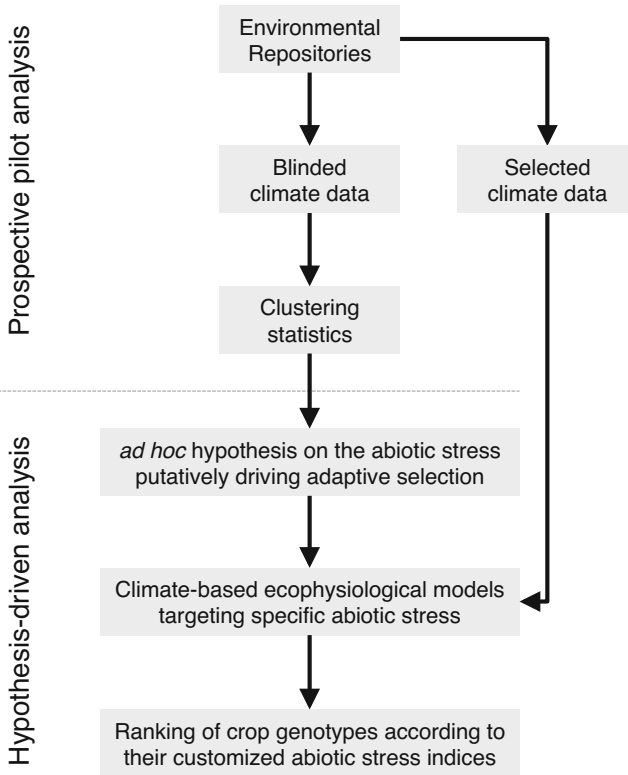 Prospective pilot analysis
Environmental
Repositories
Blinded
climate data
Selected
climate data
Clustering
statistics
Hypothesis-driven analysis
ad hoc hypothesis on the abiotic stress
putatively driving adaptive selection
Climate-based ecophysiological models
targeting specific abiotic stress
Ranking of crop genotypes according to
their customized abiotic stress indices